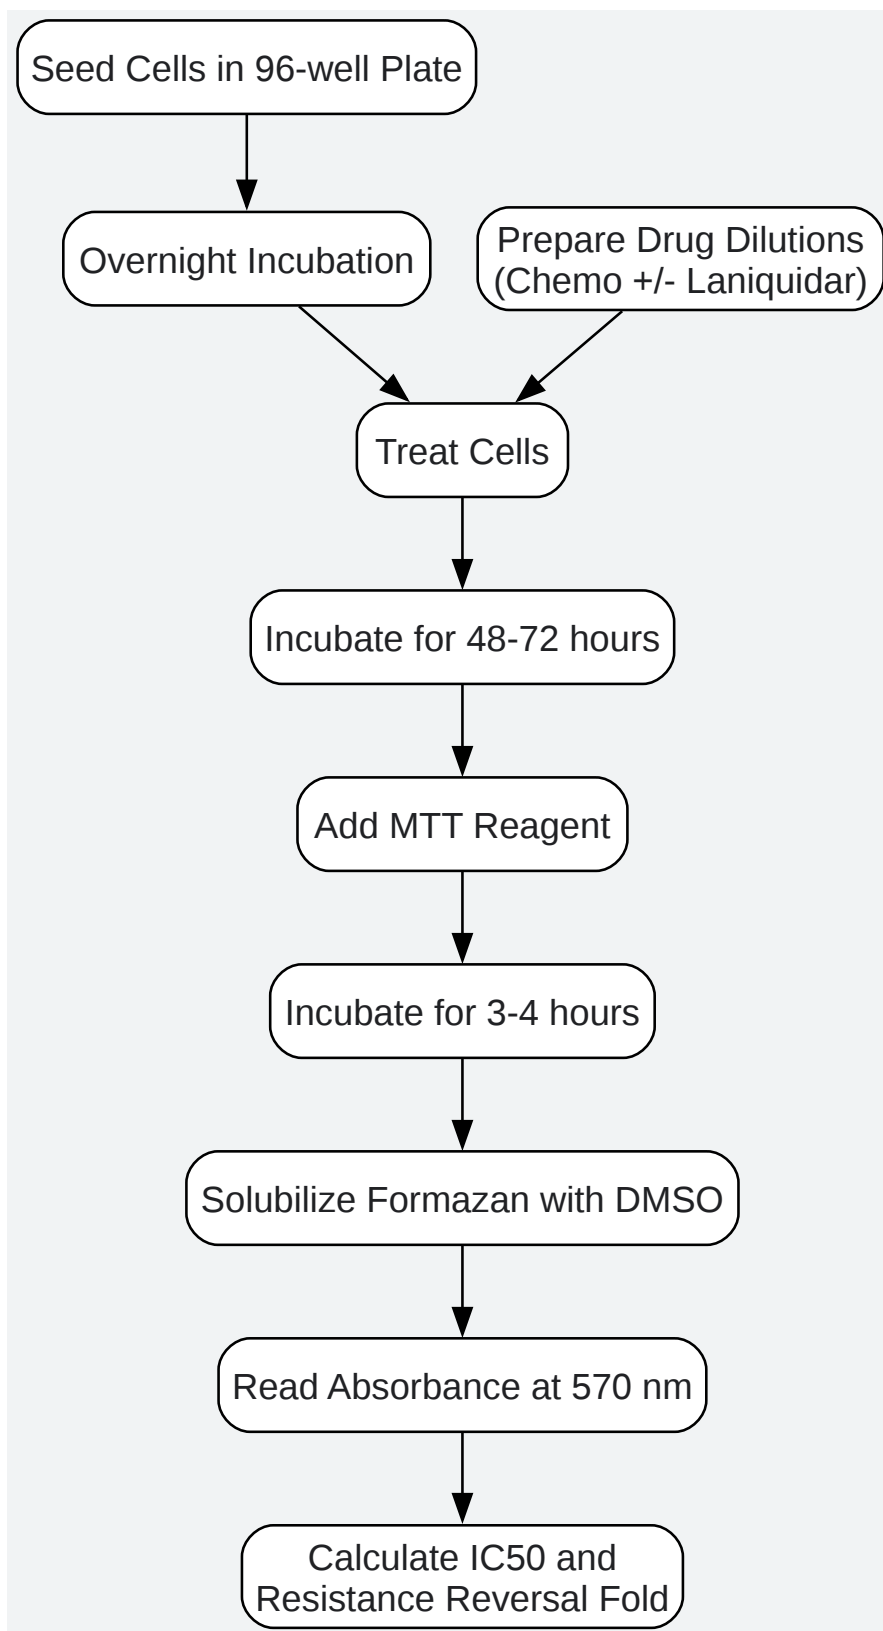 Seed Cells in 96-well Plate
Overnight Incubation
Prepare Drug Dilutions
(Chemo +/- Laniquidar)
Treat Cells
Incubate for 48-72 hours
Add MTT Reagent
Incubate for 3-4 hours
Solubilize Formazan with DMSO
Read Absorbance at 570 nm
Calculate IC50 and
Resistance Reversal Fold